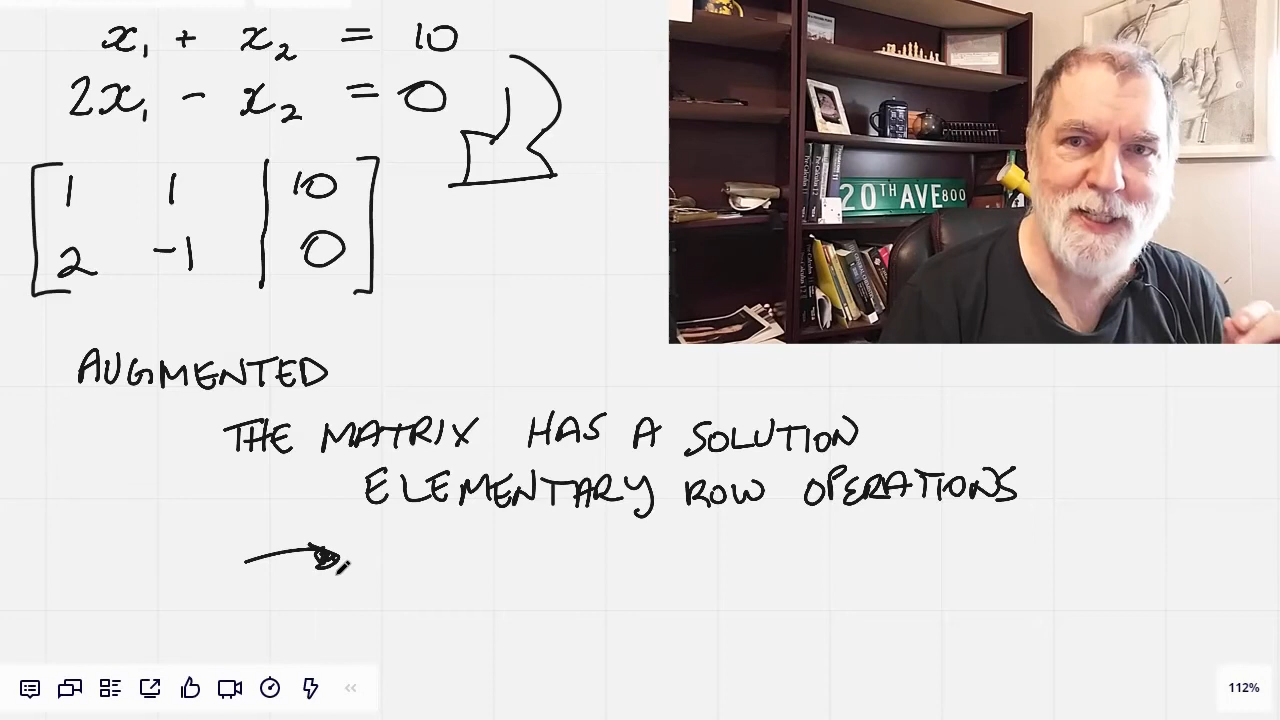 x₁ + x₂ = 10
2x₁ - x₂ = 0
1 1 | 10
2 -1 | 0
AUGMENTED
THE MATRIX HAS A SOLUTION
ELEMENTARY ROW OPERATIONS
20TH AVE 800
112%